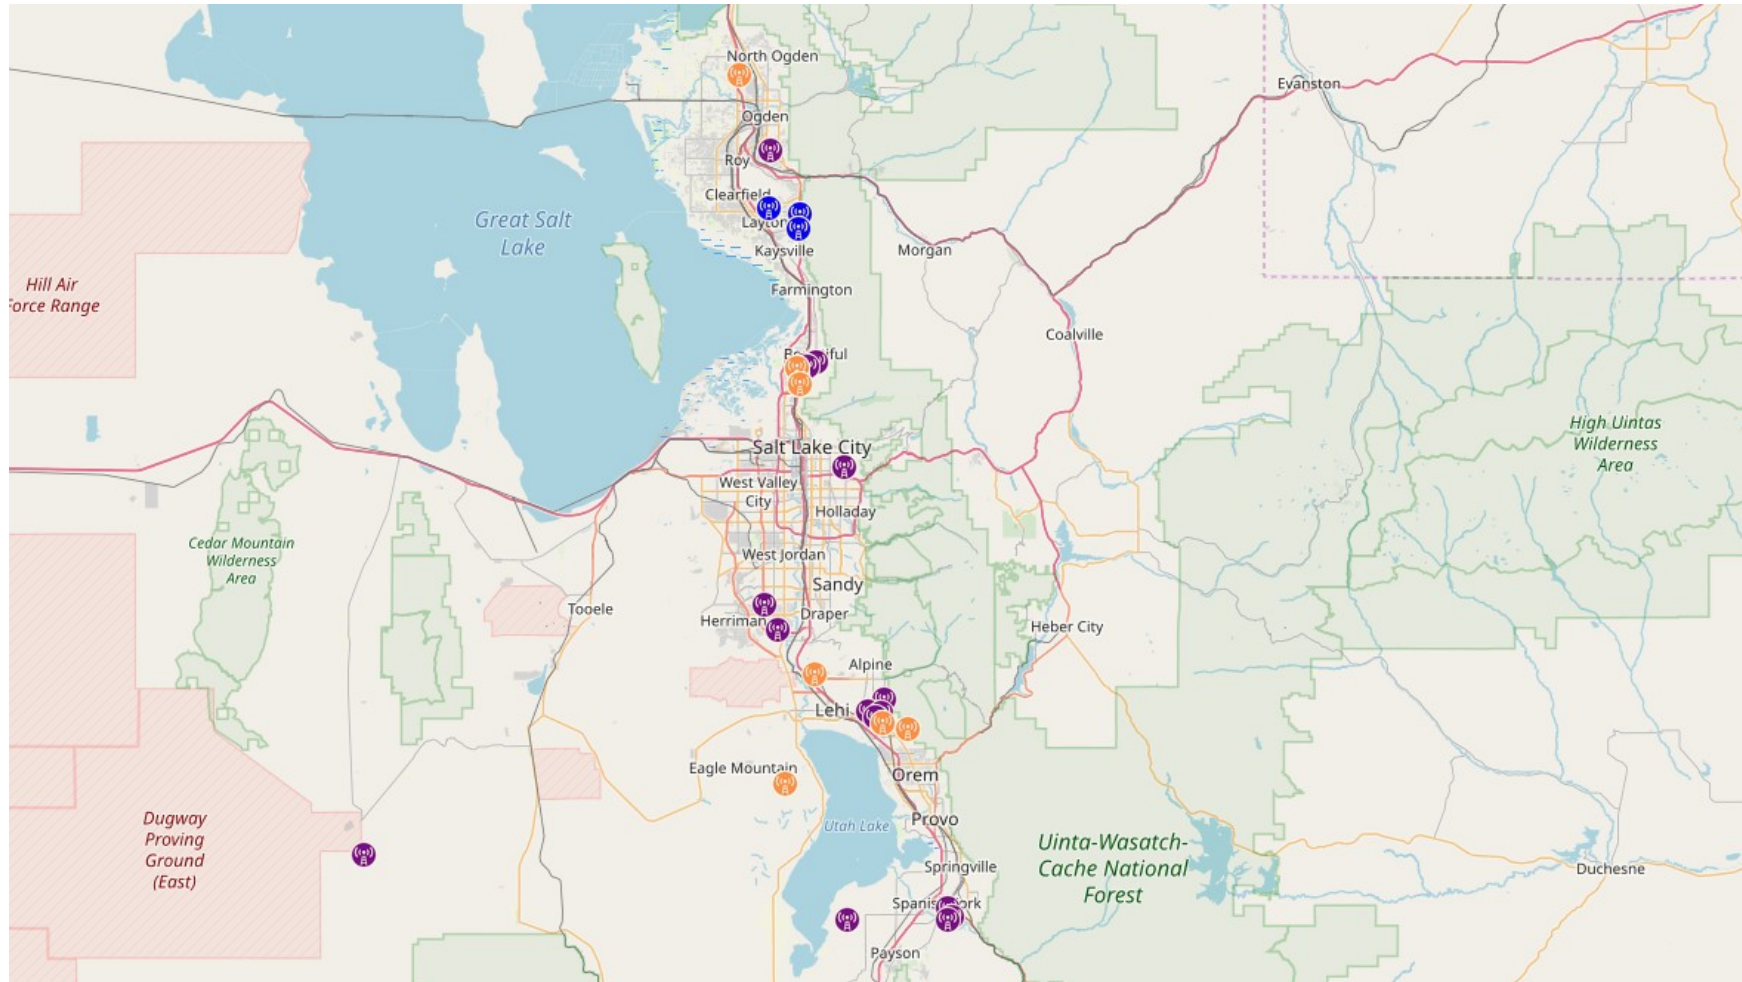 North Ogden
Evanston
Ogden
Roy
Clearfield
Layton
Great Salt
Lake
Kaysville
Morgan
Hill Air
Force Range
Farmington
Coalville
High Uintas
Wilderness
Area
Salt Lake City
West Valley
City
Holladay
Cedar Mountain
Wilderness
Area
West Jordan
Sandy
Tooele
Draper
Herriman
Heber City
Alpine
Lehi
Eagle Mountain
Orem
Dugway
Proving
Ground
(East)
Provo
Utah Lake
Uinta-Wasatch-
Cache National
Forest
Springville
Duchesne
Payson